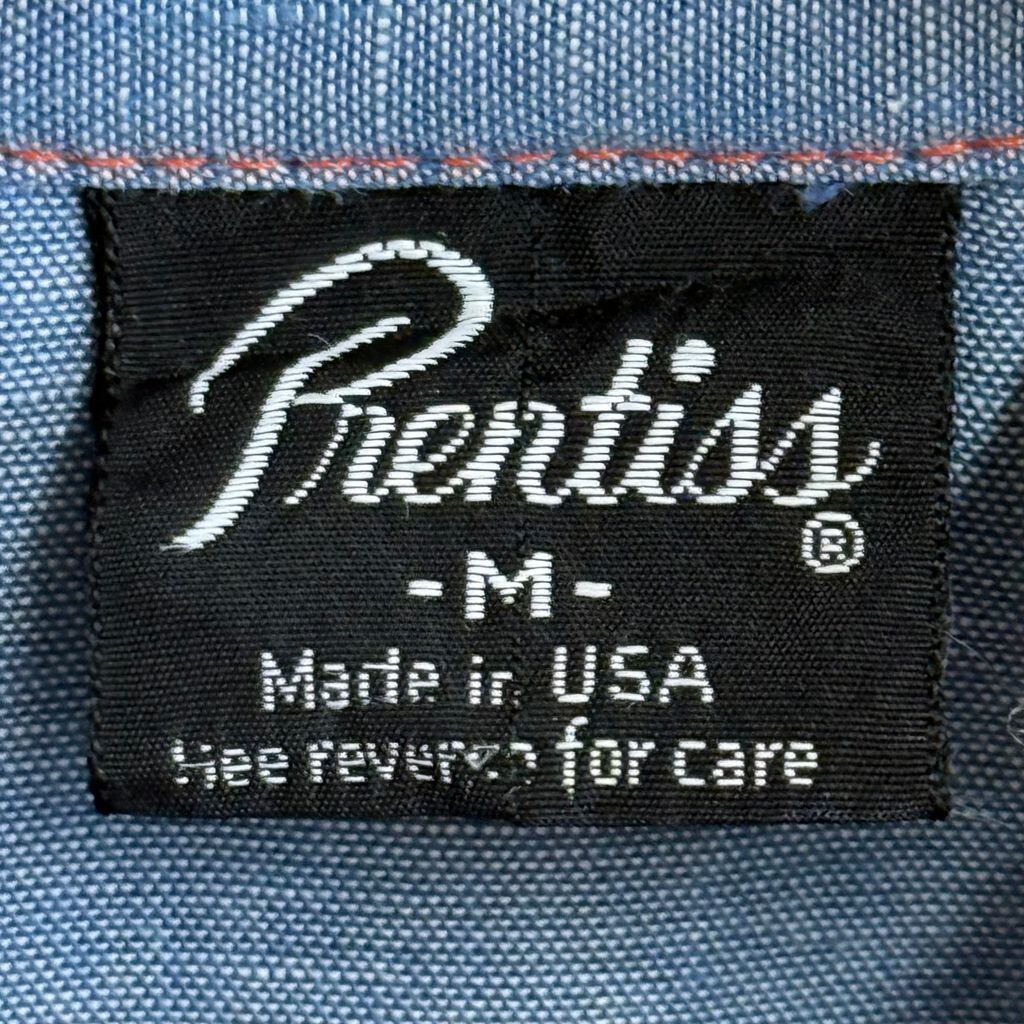 Prentiss
®
-M-
Made in USA
See reverse for care